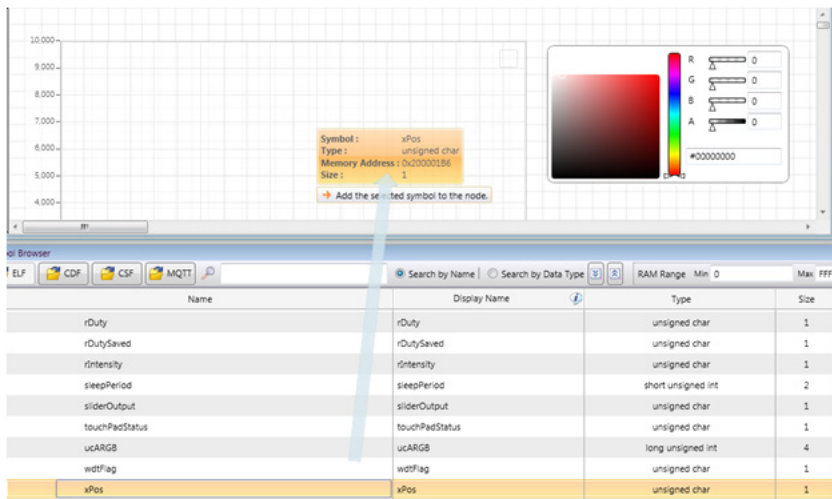 10.000
9.000
8.000
7.000
6.000
5.000
4.000
R 0
G 0
B 0
A 0
#00000000
Symbol : xPos
Type : unsigned char
Memory Address : 0x200001B6
Size : 1
Add the selected symbol to the node.
ol Browser
ELF CDF CSF MQTT Search by Name Search by Data Type RAM Range Min 0 Max FFF
Name Display Name Type Size
rDuty rDuty unsigned char 1
rDutySaved rDutySaved unsigned char 1
rIntensity rIntensity unsigned char 1
sleepPeriod sleepPeriod short unsigned int 2
sliderOutput sliderOutput unsigned char 1
touchPadStatus touchPadStatus unsigned char 1
ucARGB ucARGB long unsigned int 4
wdtFlag wdtFlag unsigned char 1
xPos xPos unsigned char 1